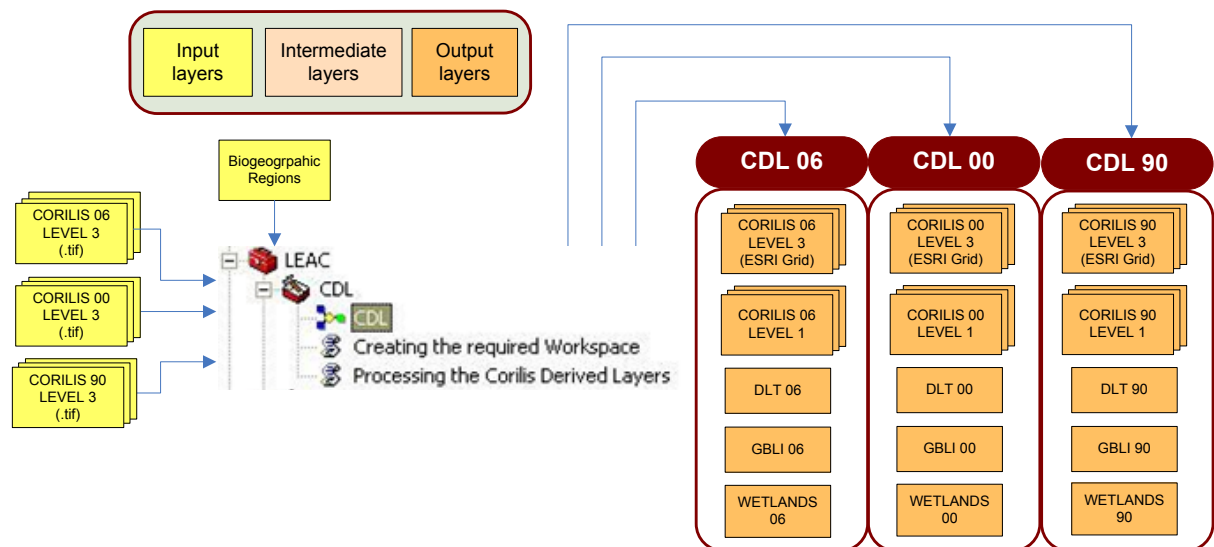 Input
layers
Intermediate
layers
Output
layers
Biogeogrpahic
Regions
CORILIS 06
LEVEL 3
(.tif)
CORILIS 00
LEVEL 3
(.tif)
CORILIS 90
LEVEL 3
(.tif)
LEAC
CDL
CDL
Creating the required Workspace
Processing the Corilis Derived Layers
CDL 06
CORILIS 06
LEVEL 3
(ESRI Grid)
CORILIS 06
LEVEL 1
DLT 06
GBLI 06
WETLANDS
06
CDL 00
CORILIS 00
LEVEL 3
(ESRI Grid)
CORILIS 00
LEVEL 1
DLT 00
GBLI 00
WETLANDS
00
CDL 90
CORILIS 90
LEVEL 3
(ESRI Grid)
CORILIS 90
LEVEL 1
DLT 90
GBLI 90
WETLANDS
90